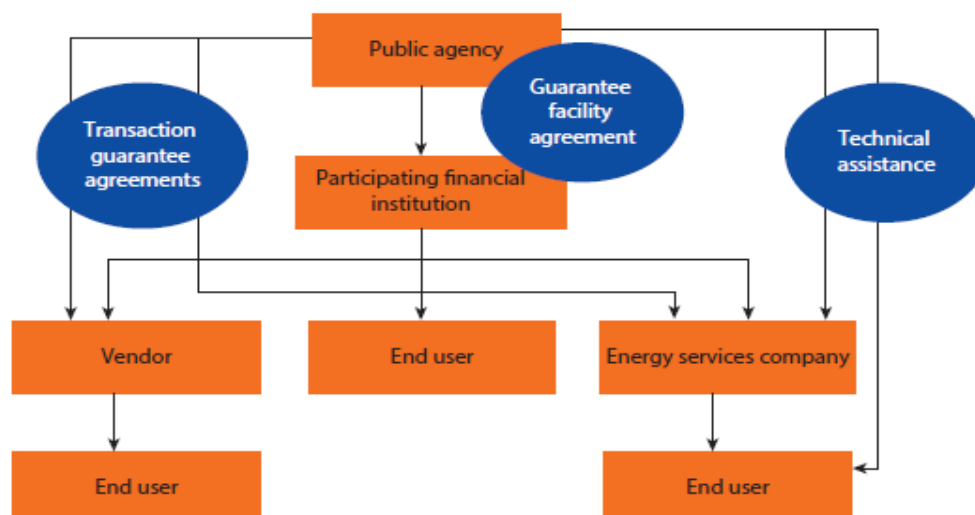 Public agency
Guarantee
facility
agreement
Transaction
guarantee
agreements
Technical
assistance
Participating financial
institution
Vendor
End user
Energy services company
End user
End user